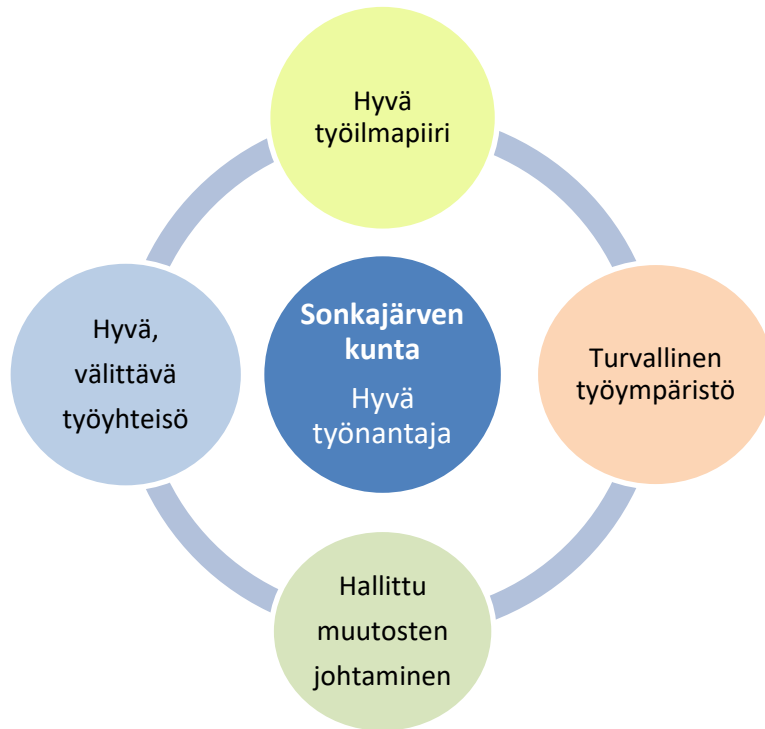 Hyvä
työilmapiiri
Hyvä,
välittävä
työyhteisö
Sonkajärven
kunta
Hyvä
työnantaja
Turvallinen
työympäristö
Hallittu
muutosten
johtaminen